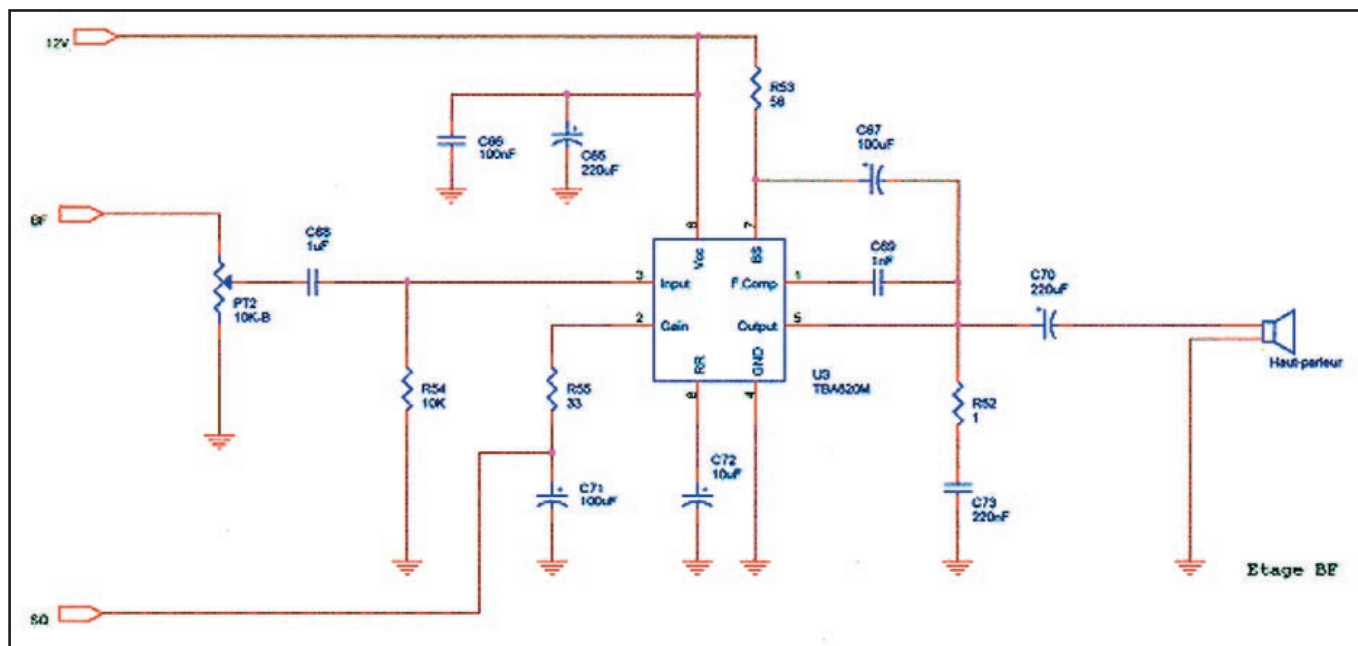 12V
R53
56
C67
100uF
C66
100nF
C65
220uF
BF
C68
1uF
PT2
10K-B
6
7
Vcc
BS
3
Input
F.Comp
1
C69
1nF
C70
220uF
2
Gain
Output
5
RR
GND
8
4
U3
TBA820M
Haut-parleur
R54
10K
R55
33
R52
1
C71
100uF
C72
10uF
C73
220nF
Etage BF
SQ